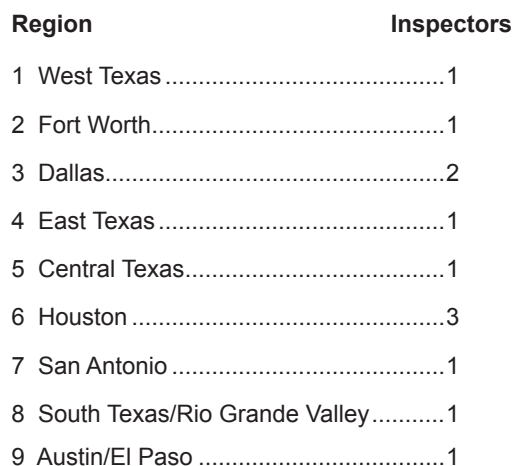 Region Inspectors
1 West Texas ............................................1
2 Fort Worth..............................................1
3 Dallas.....................................................2
4 East Texas .............................................1
5 Central Texas.........................................1
6 Houston .................................................3
7 San Antonio ...........................................1
8 South Texas/Rio Grande Valley...........1
9 Austin/El Paso .......................................1